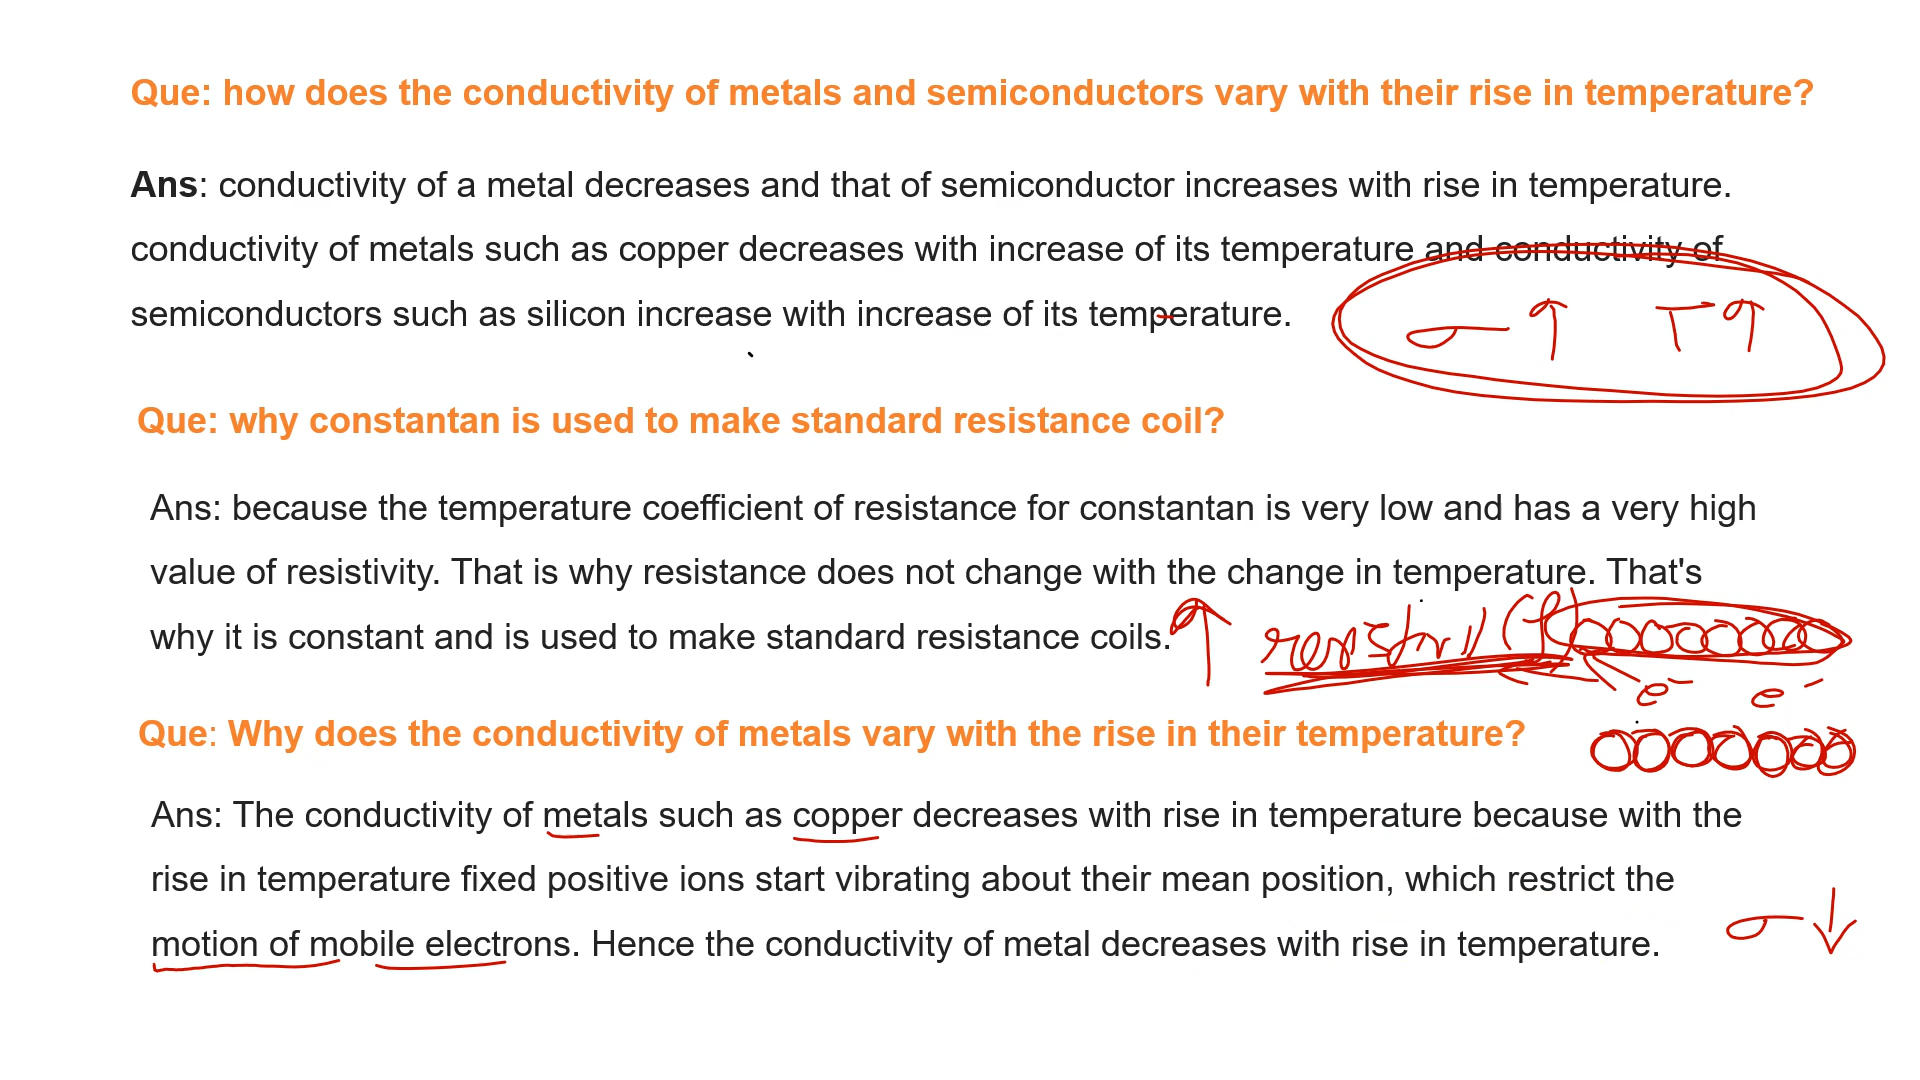 Que: how does the conductivity of metals and semiconductors vary with their rise in temperature?
Ans: conductivity of a metal decreases and that of semiconductor increases with rise in temperature.
conductivity of metals such as copper decreases with increase of its temperature and conductivity of
semiconductors such as silicon increase with increase of its temperature.
σ ↑ T ↑
Que: why constantan is used to make standard resistance coil?
Ans: because the temperature coefficient of resistance for constantan is very low and has a very high
value of resistivity. That is why resistance does not change with the change in temperature. That's
why it is constant and is used to make standard resistance coils.
↑
e⁻ e⁻
Que: Why does the conductivity of metals vary with the rise in their temperature?
Ans: The conductivity of metals such as copper decreases with rise in temperature because with the
rise in temperature fixed positive ions start vibrating about their mean position, which restrict the
motion of mobile electrons. Hence the conductivity of metal decreases with rise in temperature.
σ ↓